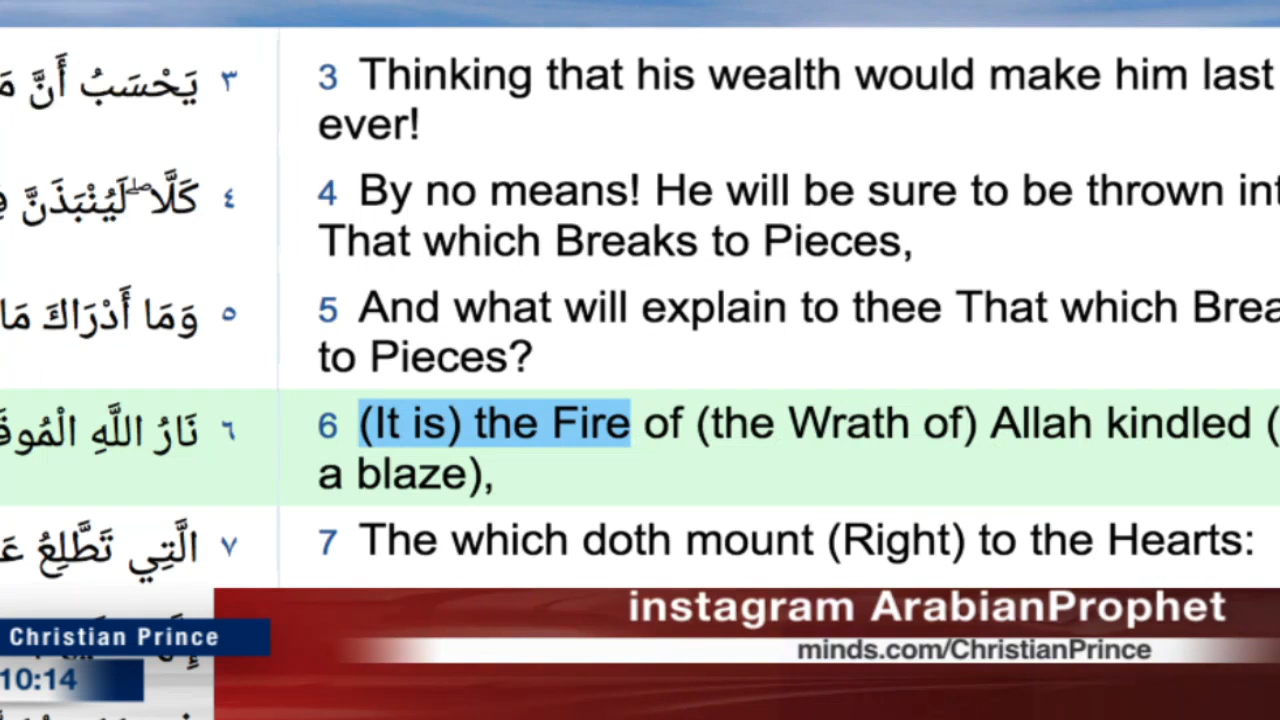 يَحْسَبُ أَنَّ ٣
3 Thinking that his wealth would make him last
ever!
كَلَّا ۖ لَيُنْبَذَنَّ ٤
4 By no means! He will be sure to be thrown
That which Breaks to Pieces,
وَمَا أَدْرَاكَ مَا ٥
5 And what will explain to thee That which
to Pieces?
نَارُ اللَّهِ ٦
6 (It is) the Fire of (the Wrath of) Allah kindled (
a blaze),
الَّتِي تَطَّلِعُ ٧
7 The which doth mount (Right) to the Hearts:
instagram ArabianProphet
Christian Prince
minds.com/ChristianPrince
10:14